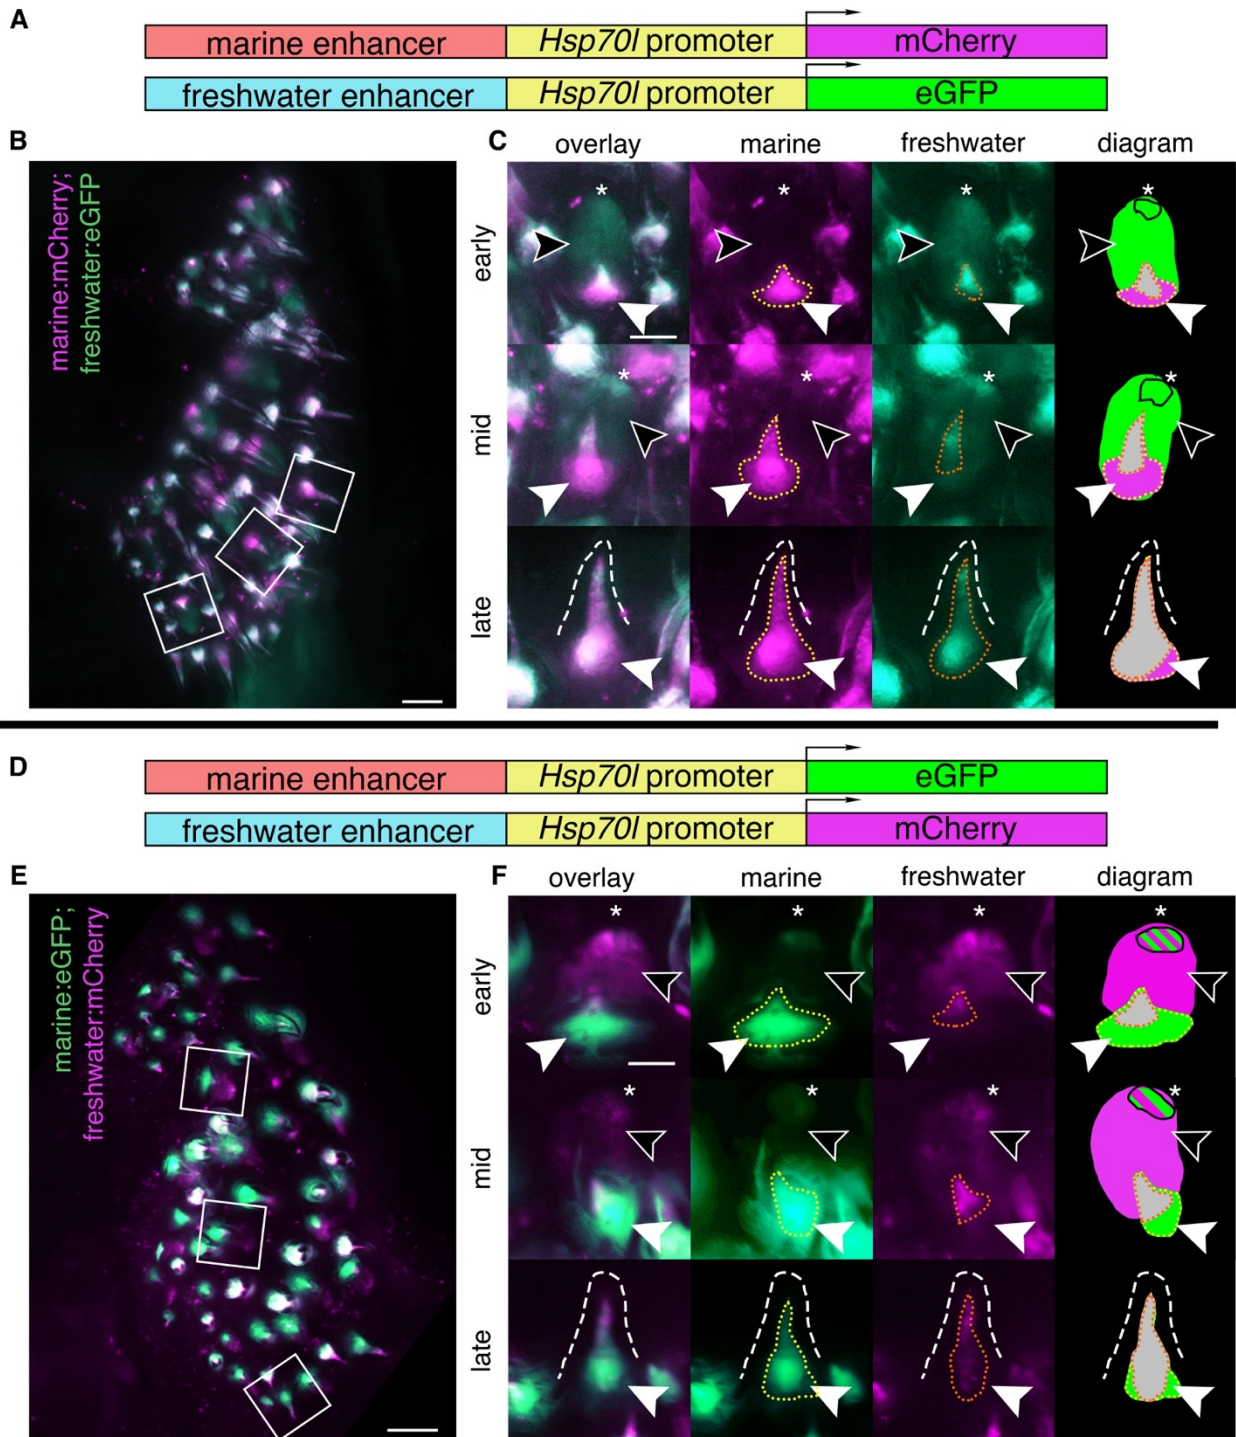 A
marine enhancer Hsp70l promoter mCherry
freshwater enhancer Hsp70l promoter eGFP
B
marine:mCherry;
freshwater:eGFP
C
overlay marine freshwater diagram
early
* * * *
mid
* * * *
late
D
marine enhancer Hsp70l promoter eGFP
freshwater enhancer Hsp70l promoter mCherry
E
marine:eGFP;
freshwater:mCherry
F
overlay marine freshwater diagram
early
* * * *
mid
* * * *
late